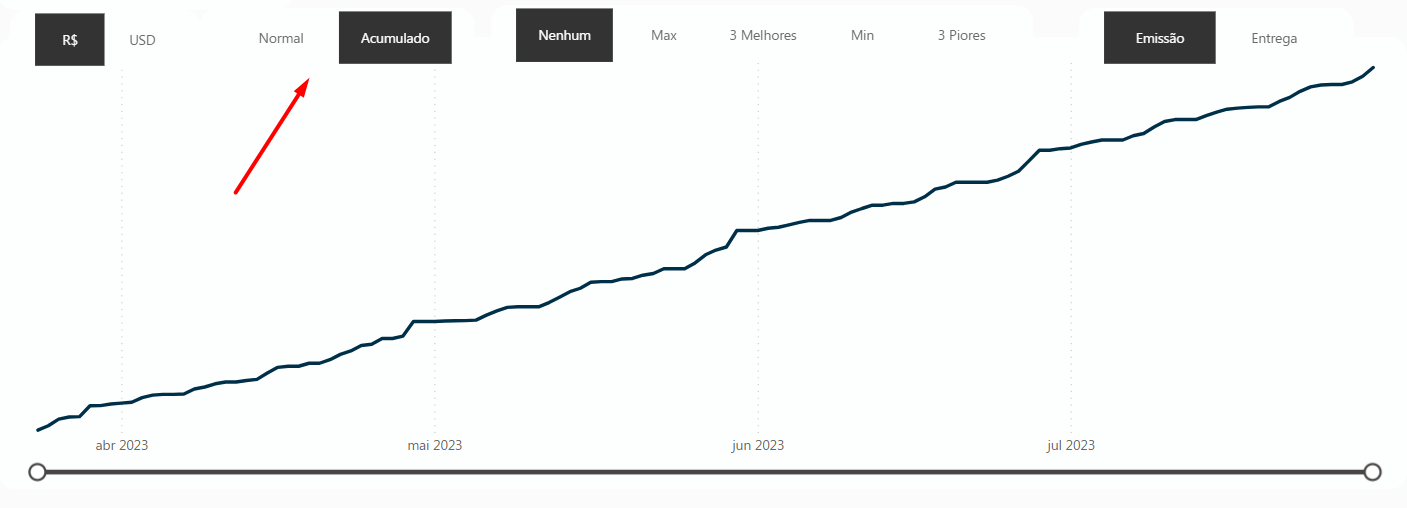 R$ USD Normal Acumulado Nenhum Max 3 Melhores Min 3 Piores Emissão Entrega
abr 2023 mai 2023 jun 2023 jul 2023